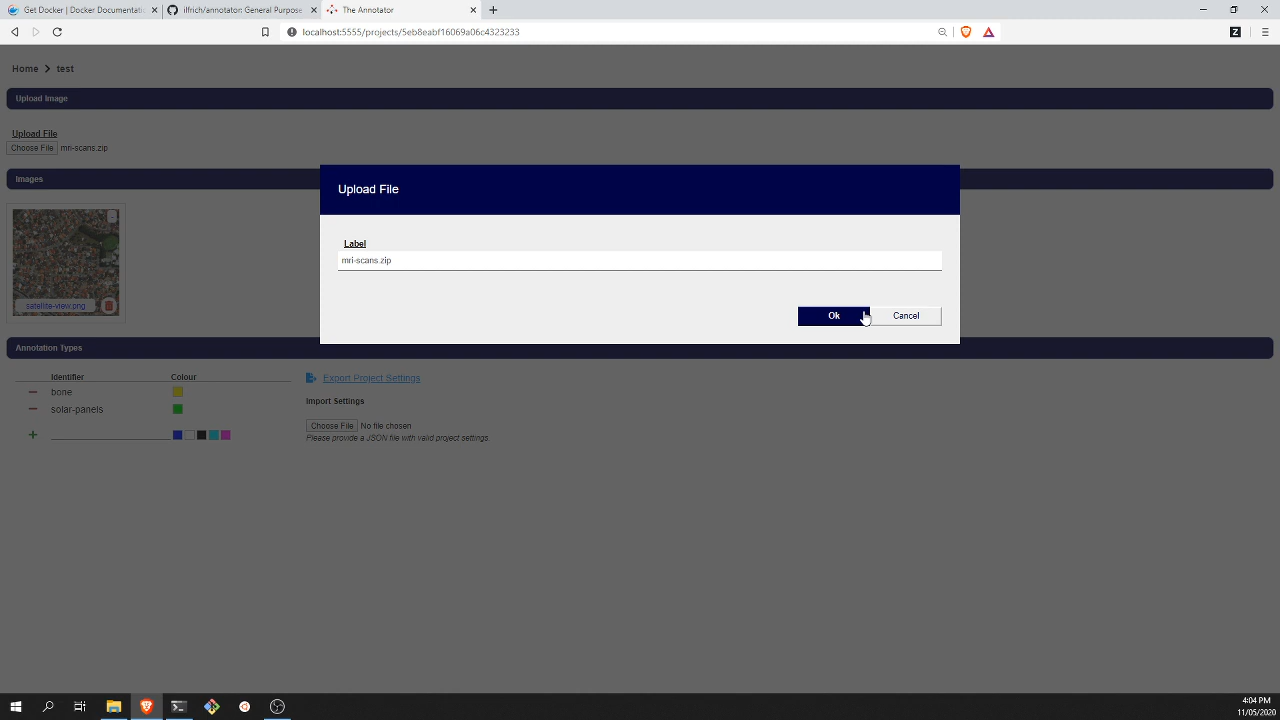 Get Docker | Docker Documentatio
ilfrich/annotator: General Purpose
The Annotator
localhost:5555/projects/5eb8eabf16069a06c4323233
Home > test
Upload Image
Upload File
Choose File mri-scans.zip
Images
satellite-view.png
Upload File
Label
mri-scans.zip
Ok Cancel
Annotation Types
Identifier Colour
bone
solar-panels
Export Project Settings
Import Settings
Choose File No file chosen
Please provide a JSON file with valid project settings.
4:04 PM
11/05/2020